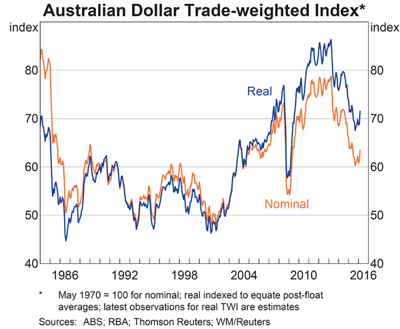 Australian Dollar Trade-weighted Index*
index index
80 80
Real
70 70
60 60
50 50
Nominal
40 40
1986 1992 1998 2004 2010 2016
* May 1970 = 100 for nominal; real indexed to equate post-float
averages; latest observations for real TWI are estimates
Sources: ABS; RBA; Thomson Reuters; WM/Reuters